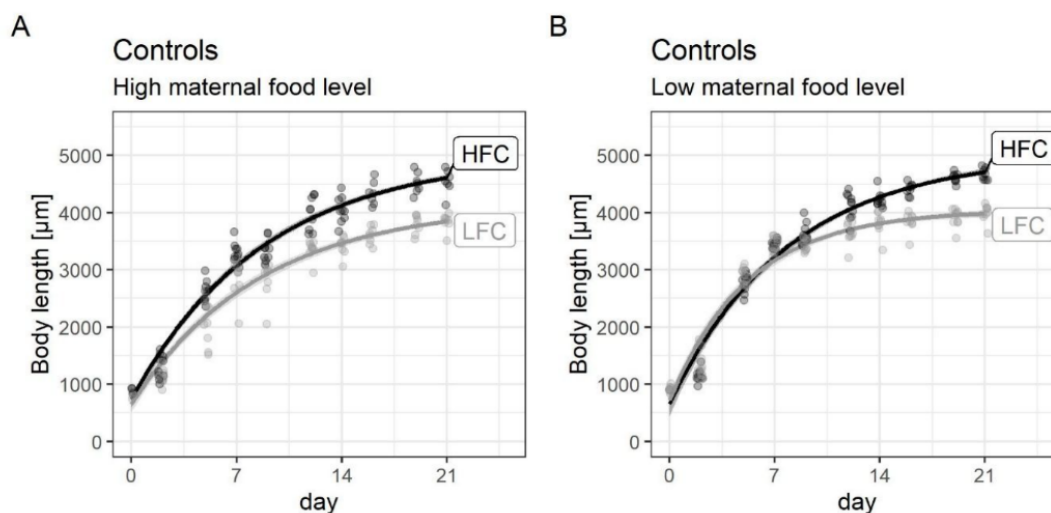 A
Controls
High maternal food level
Body length [µm]
5000
4000
3000
2000
1000
0
HFC
LFC
0 7 14 21
day
B
Controls
Low maternal food level
Body length [µm]
5000
4000
3000
2000
1000
0
HFC
LFC
0 7 14 21
day